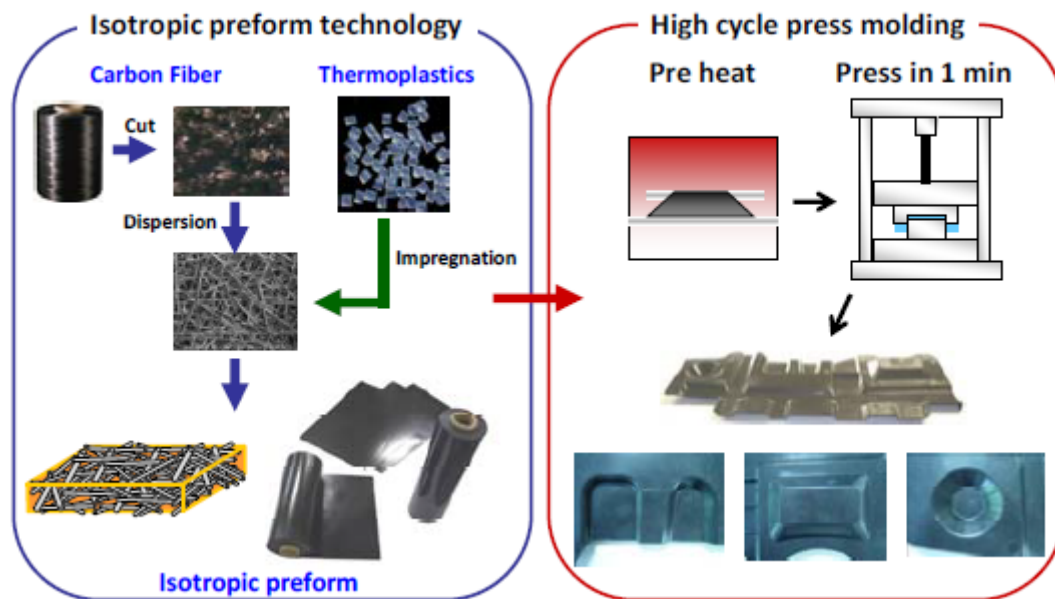 Isotropic preform technology
Carbon Fiber
Thermoplastics
Cut
Dispersion
Impregnation
Isotropic preform
High cycle press molding
Pre heat
Press in 1 min